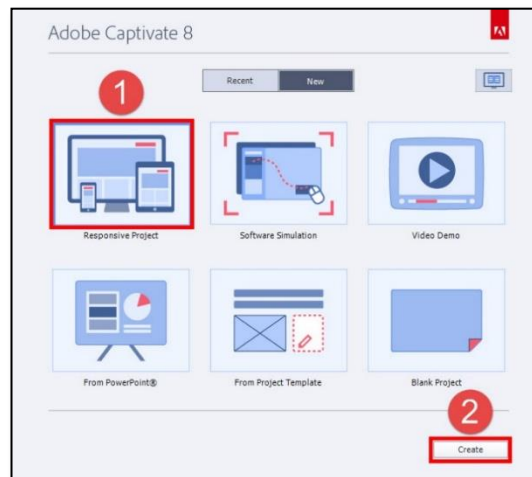 Adobe Captivate 8
Recent New
1
Responsive Project Software Simulation Video Demo
From PowerPoint® From Project Template Blank Project
2
Create